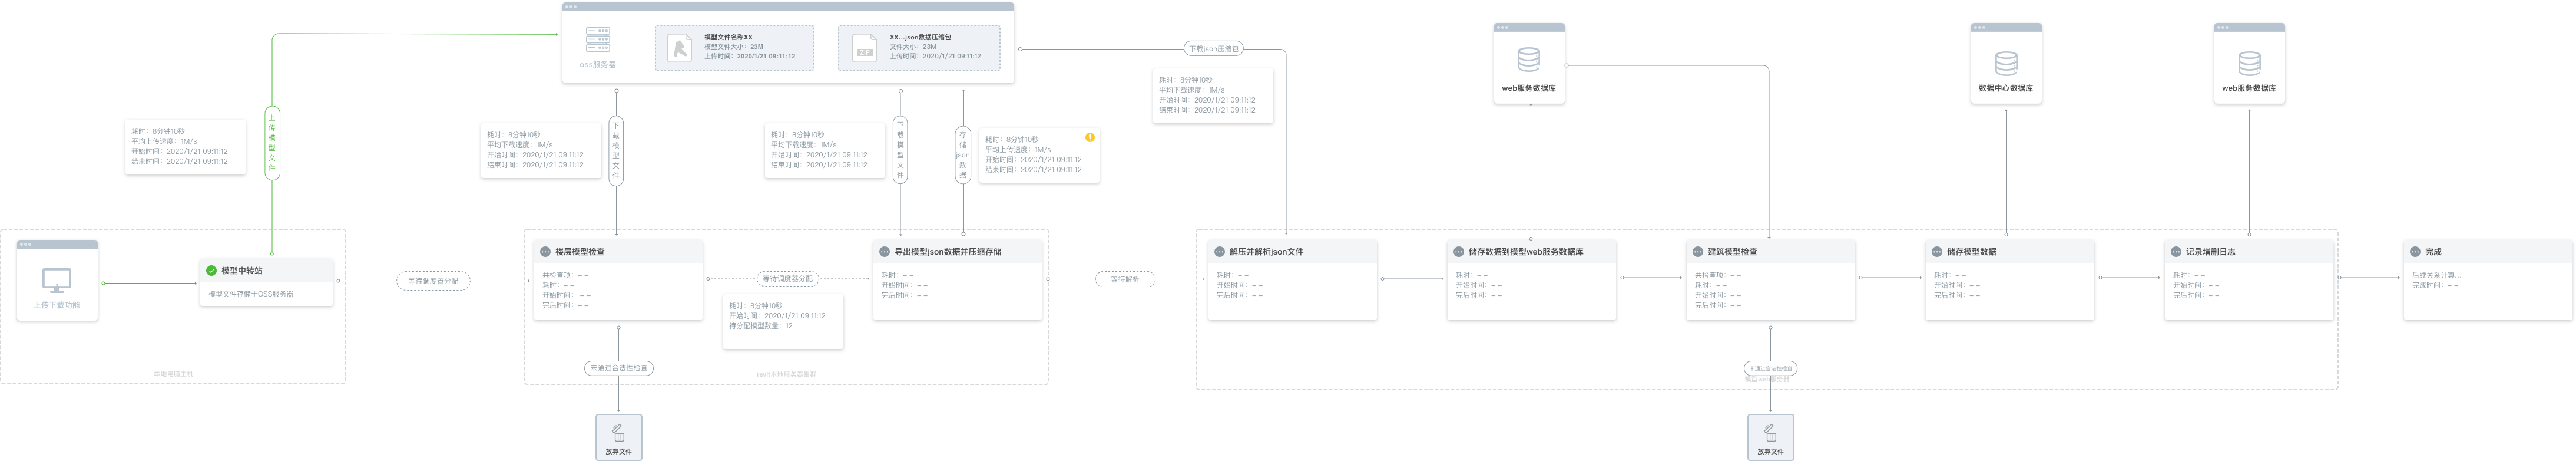 oss服务器
模型文件名称XX
模型文件大小：23M
上传时间：2020/1/21 09:11:12
XX...json数据压缩包
文件大小：23M
上传时间：2020/1/21 09:11:12
ZIP
下载json压缩包
耗时：8分钟10秒
平均下载速度：1M/s
开始时间：2020/1/21 09:11:12
结束时间：2020/1/21 09:11:12
web服务数据库
数据中心数据库
web服务数据库
耗时：8分钟10秒
平均上传速度：1M/s
开始时间：2020/1/21 09:11:12
结束时间：2020/1/21 09:11:12
上传模型文件
耗时：8分钟10秒
平均下载速度：1M/s
开始时间：2020/1/21 09:11:12
结束时间：2020/1/21 09:11:12
下载模型文件
耗时：8分钟10秒
平均下载速度：1M/s
开始时间：2020/1/21 09:11:12
结束时间：2020/1/21 09:11:12
下载模型文件
存储json数据
耗时：8分钟10秒
平均上传速度：1M/s
开始时间：2020/1/21 09:11:12
结束时间：2020/1/21 09:11:12
上传下载功能
模型中转站
模型文件存储于OSS服务器
本地电脑主机
等待调度器分配
楼层模型检查
共检查项：– –
耗时：– –
开始时间： – –
完后时间：– –
等待调度器分配
耗时：8分钟10秒
开始时间：2020/1/21 09:11:12
待分配模型数量：12
导出模型json数据并压缩存储
耗时：– –
开始时间：– –
完后时间：– –
未通过合法性检查
revit本地服务器集群
放弃文件
等待解析
解压并解析json文件
耗时：– –
开始时间：– –
完后时间：– –
储存数据到模型web服务数据库
耗时：– –
开始时间：– –
完后时间：– –
建筑模型检查
共检查项：– –
耗时：– –
开始时间：– –
完后时间：– –
储存模型数据
耗时：– –
开始时间：– –
完后时间：– –
记录增删日志
耗时：– –
开始时间：– –
完后时间：– –
完成
后续关系计算...
完成时间：– –
未通过合法性检查
模型web服务器
放弃文件